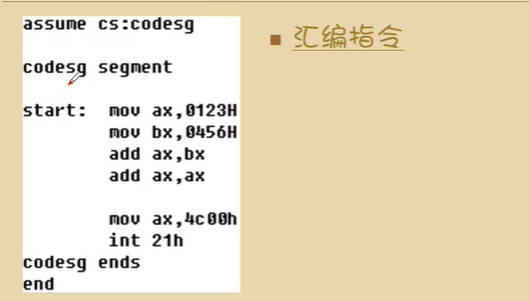 assume cs:codesg
codesg segment
start: mov ax,0123H
mov bx,0456H
add ax,bx
add ax,ax
mov ax,4c00h
int 21h
codesg ends
end
汇编指令